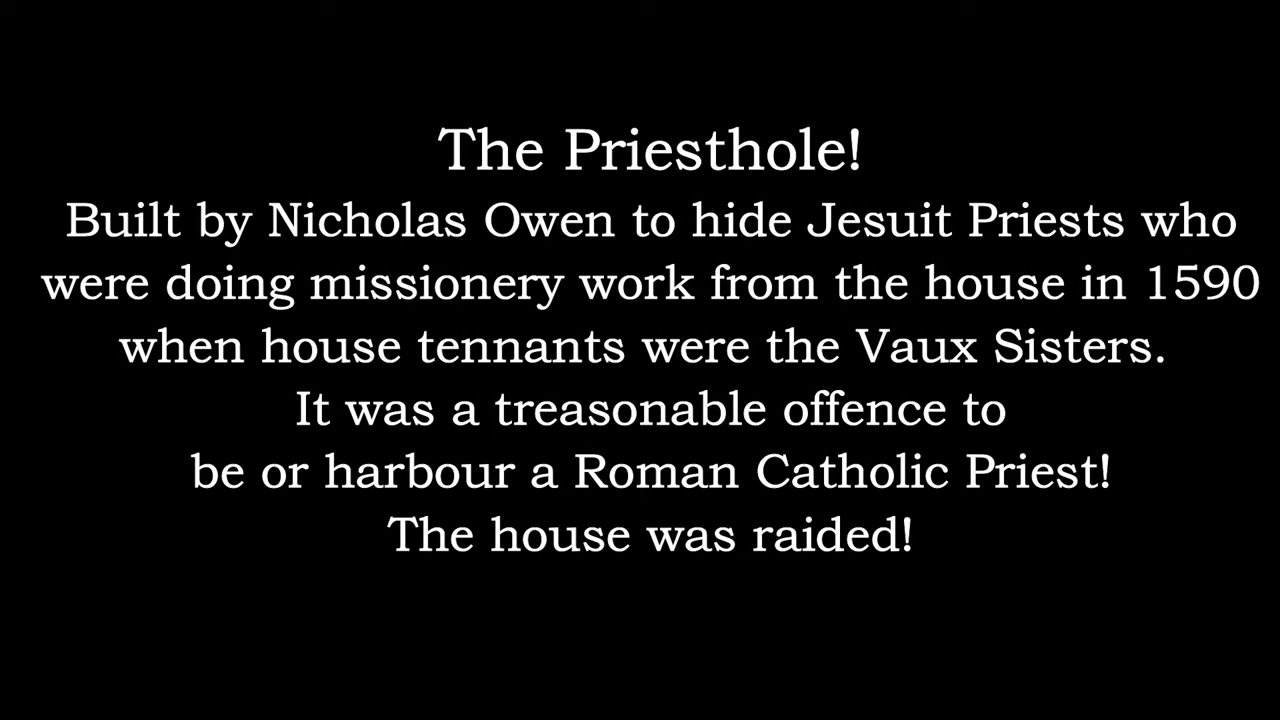 The Priesthole!
Built by Nicholas Owen to hide Jesuit Priests who
were doing missionery work from the house in 1590
when house tennants were the Vaux Sisters.
It was a treasonable offence to
be or harbour a Roman Catholic Priest!
The house was raided!